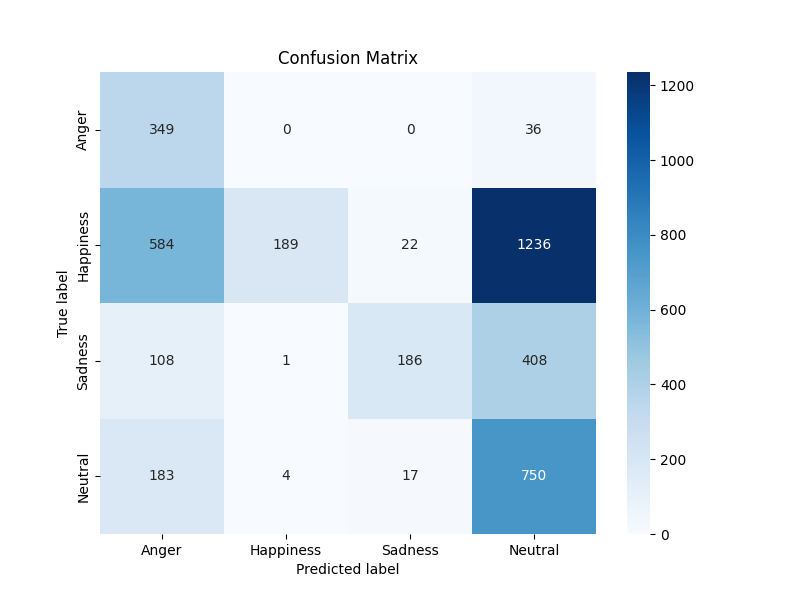 Confusion Matrix
True label
Anger
349 0 0 36
Happiness
584 189 22 1236
Sadness
108 1 186 408
Neutral
183 4 17 750
Anger Happiness Sadness Neutral
Predicted label
1200
1000
800
600
400
200
0